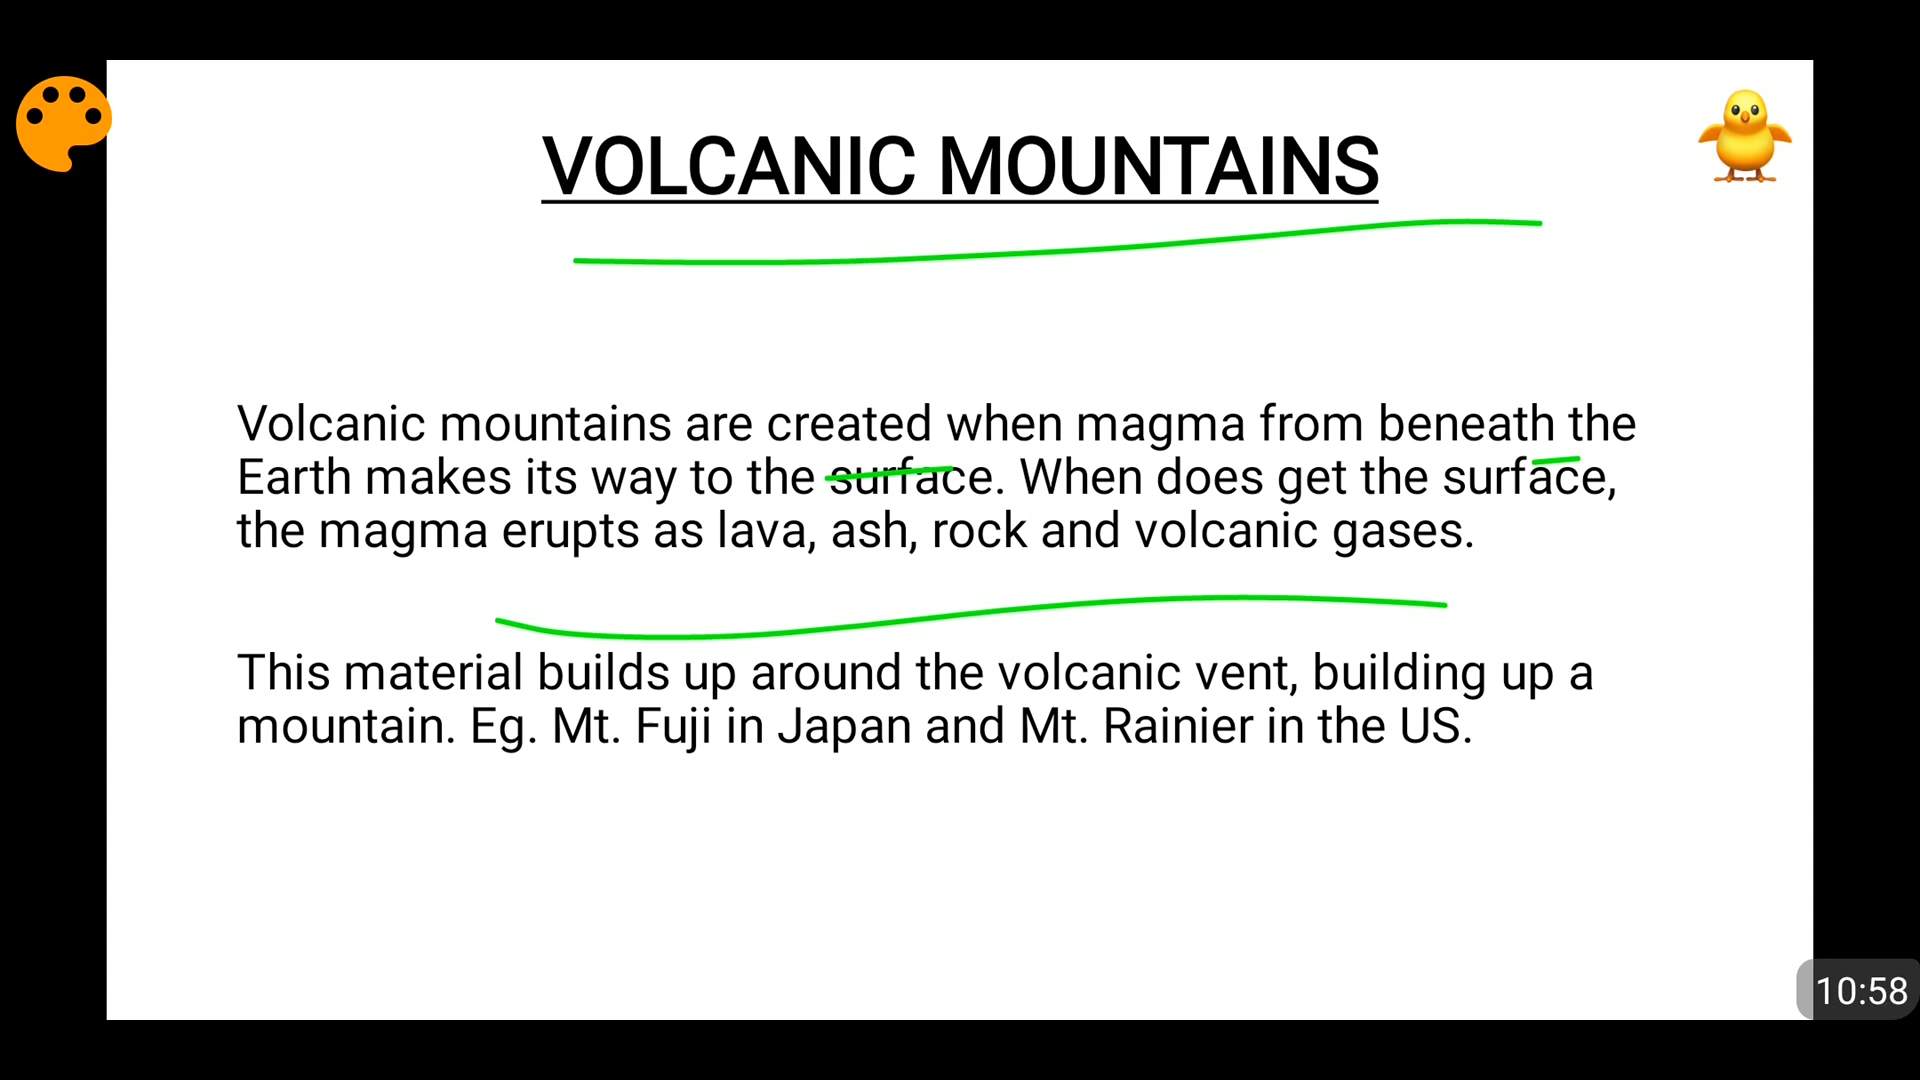 VOLCANIC MOUNTAINS
Volcanic mountains are created when magma from beneath the
Earth makes its way to the surface. When does get the surface,
the magma erupts as lava, ash, rock and volcanic gases.
This material builds up around the volcanic vent, building up a
mountain. Eg. Mt. Fuji in Japan and Mt. Rainier in the US.
10:58